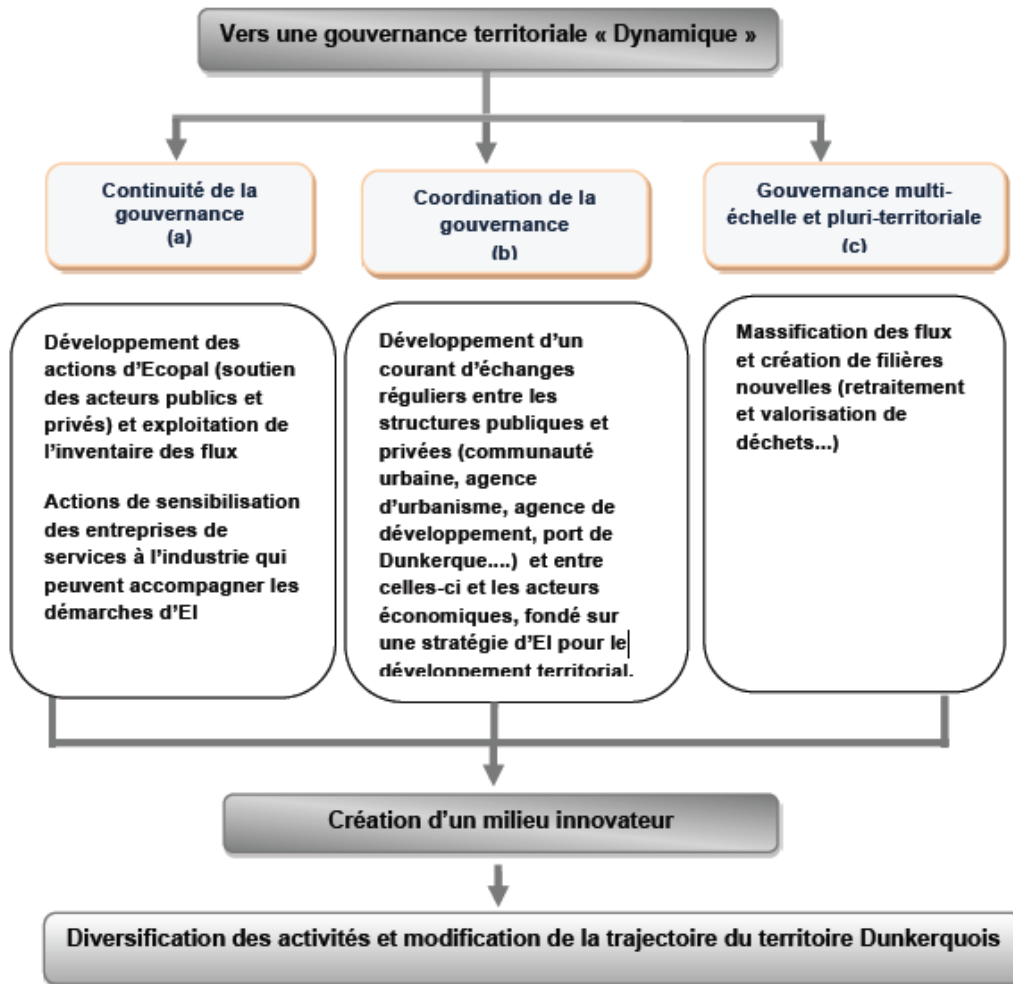 Vers une gouvernance territoriale « Dynamique »
Continuité de la
gouvernance
(a)
Coordination de la
gouvernance
(b)
Gouvernance multi-
échelle et pluri-territoriale
(c)
Développement des
actions d’Ecopal (soutien
des acteurs publics et
privés) et exploitation de
l’inventaire des flux
Actions de sensibilisation
des entreprises de
services à l’industrie qui
peuvent accompagner les
démarches d’EI
Développement d’un
courant d’échanges
réguliers entre les
structures publiques et
privées (communauté
urbaine, agence
d’urbanisme, agence de
développement, port de
Dunkerque....) et entre
celles-ci et les acteurs
économiques, fondé sur
une stratégie d’EI pour le
développement territorial.
Massification des flux
et création de filières
nouvelles (retraitement
et valorisation de
déchets...)
Création d’un milieu innovateur
Diversification des activités et modification de la trajectoire du territoire Dunkerquois